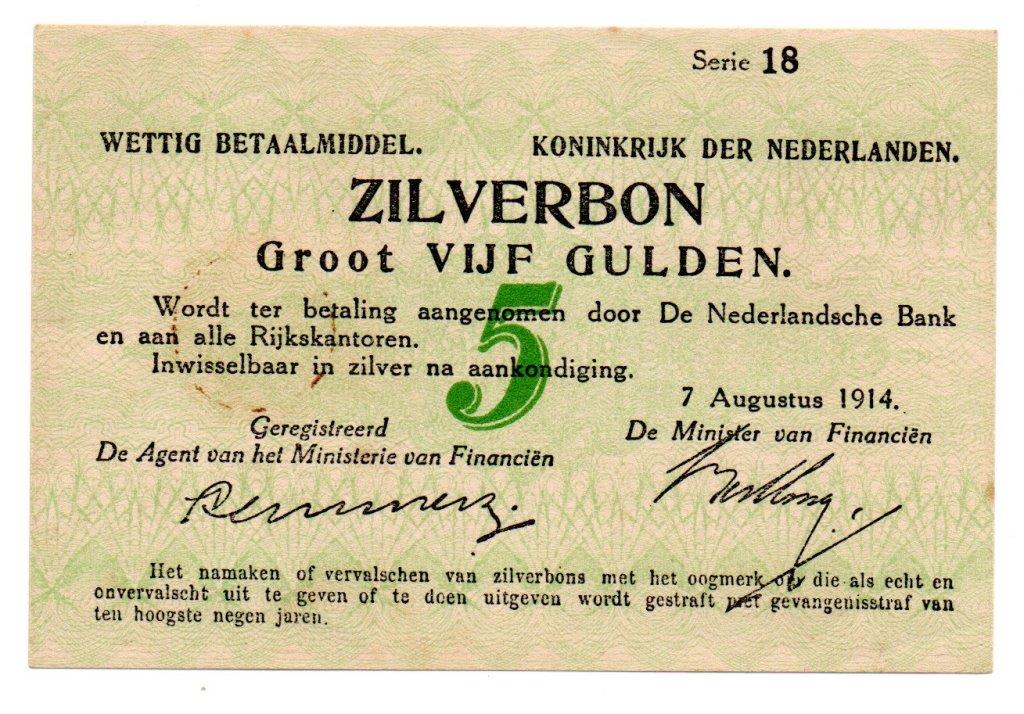 Serie 18
WETTIG BETAALMIDDEL. KONINKRIJK DER NEDERLANDEN.
ZILVERBON
Groot VIJF GULDEN.
5
Wordt ter betaling aangenomen door De Nederlandsche Bank
en aan alle Rijkskantoren.
Inwisselbaar in zilver na aankondiging.
7 Augustus 1914.
Geregistreerd
De Agent van het Ministerie van Financiën
De Minister van Financiën
Het namaken of vervalschen van zilverbons met het oogmerk om die als echt en
onvervalscht uit te geven of te doen uitgeven wordt gestraft met gevangenisstraf van
ten hoogste negen jaren.